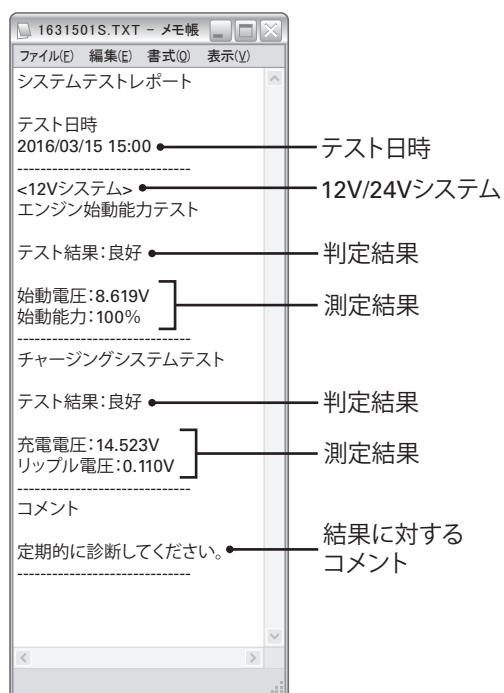 1631501S.TXT - メモ帳
ファイル(F) 編集(E) 書式(O) 表示(V)
システムテストレポート
テスト日時
2016/03/15 15:00
テスト日時
------------------------------
<12Vシステム>
12V/24Vシステム
エンジン始動能力テスト
テスト結果:良好
判定結果
始動電圧:8.619V
始動能力:100%
測定結果
------------------------------
チャージングシステムテスト
テスト結果:良好
判定結果
充電電圧:14.523V
リップル電圧:0.110V
測定結果
------------------------------
コメント
定期的に診断してください。
結果に対する
コメント
------------------------------